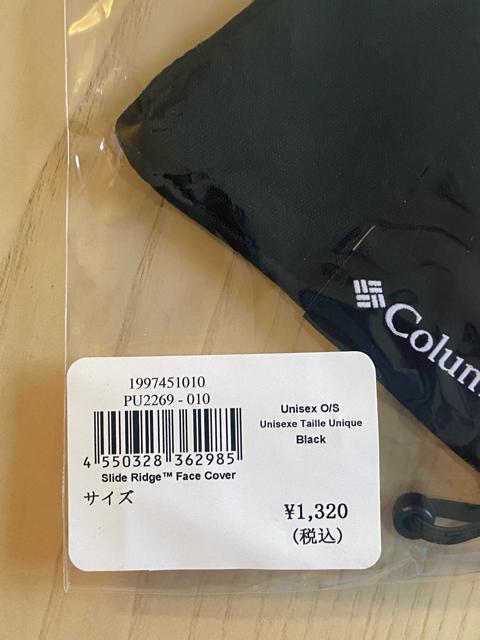 Colum
1997451010
PU2269 - 010
4 550328 362985
Slide Ridge™ Face Cover
サイズ
Unisex O/S
Unisexe Taille Unique
Black
¥1,320
(税込)